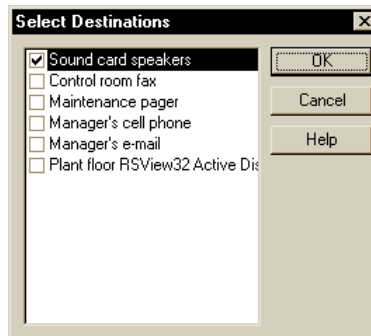 Select Destinations
Sound card speakers
Control room fax
Maintenance pager
Manager's cell phone
Manager's e-mail
Plant floor RSView32 Active Dis
OK
Cancel
Help